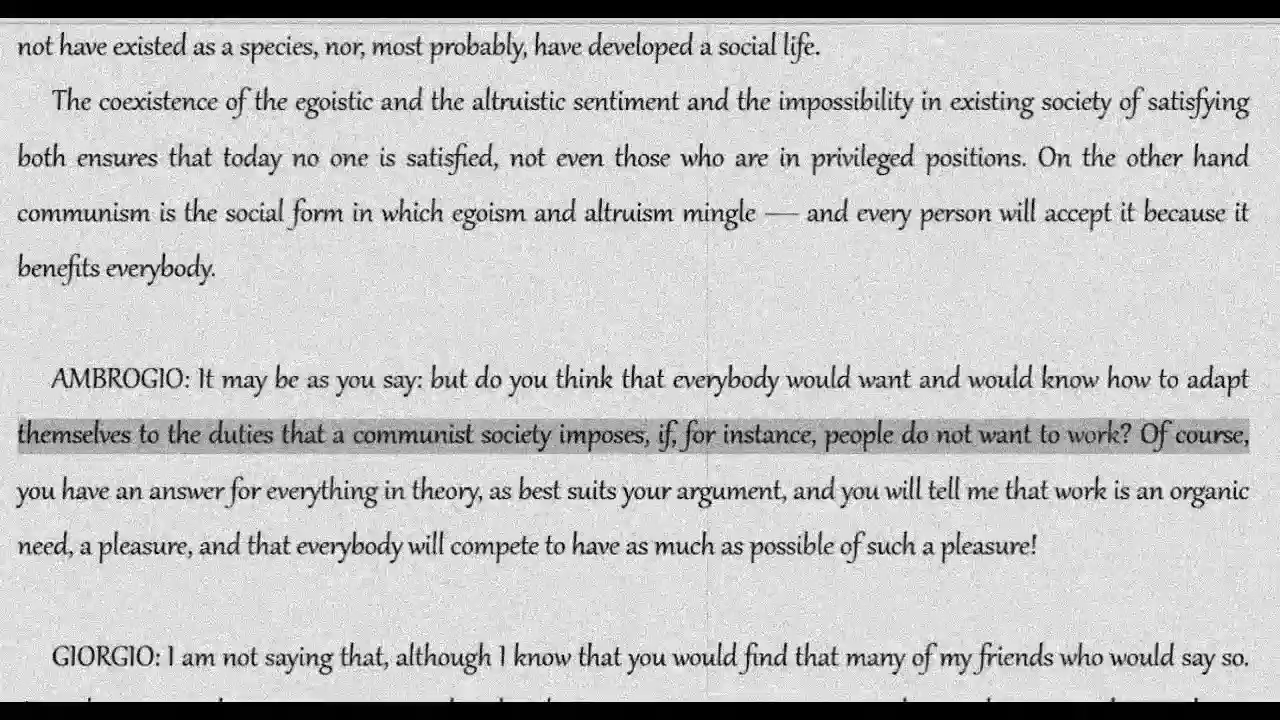 not have existed as a species, nor, most probably, have developed a social life.
The coexistence of the egoistic and the altruistic sentiment and the impossibility in existing society of satisfying
both ensures that today no one is satisfied, not even those who are in privileged positions. On the other hand
communism is the social form in which egoism and altruism mingle — and every person will accept it because it
benefits everybody.
AMBROGIO: It may be as you say: but do you think that everybody would want and would know how to adapt
themselves to the duties that a communist society imposes, if, for instance, people do not want to work? Of course,
you have an answer for everything in theory, as best suits your argument, and you will tell me that work is an organic
need, a pleasure, and that everybody will compete to have as much as possible of such a pleasure!
GIORGIO: I am not saying that, although I know that you would find that many of my friends who would say so.